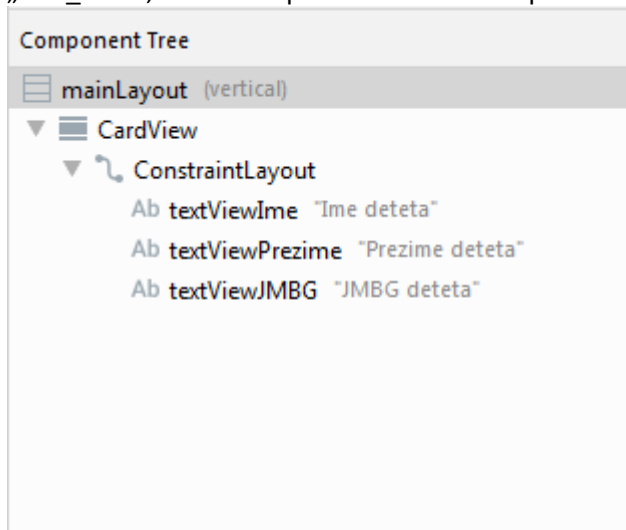 Component Tree
mainLayout (vertical)
CardView
ConstraintLayout
Ab textViewIme "Ime deteta"
Ab textViewPrezime "Prezime deteta"
Ab textViewJMBG "JMBG deteta"